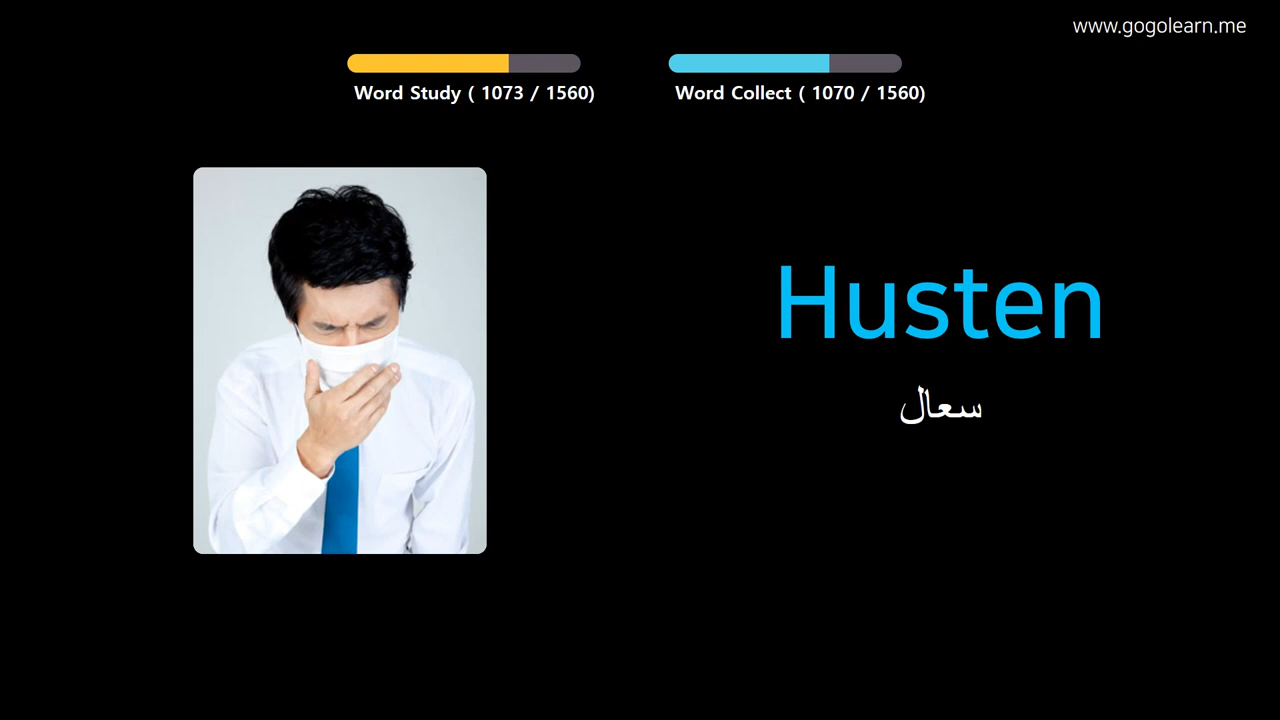 www.gogolearn.me
Word Study ( 1073 / 1560)
Word Collect ( 1070 / 1560)
Husten
سعال